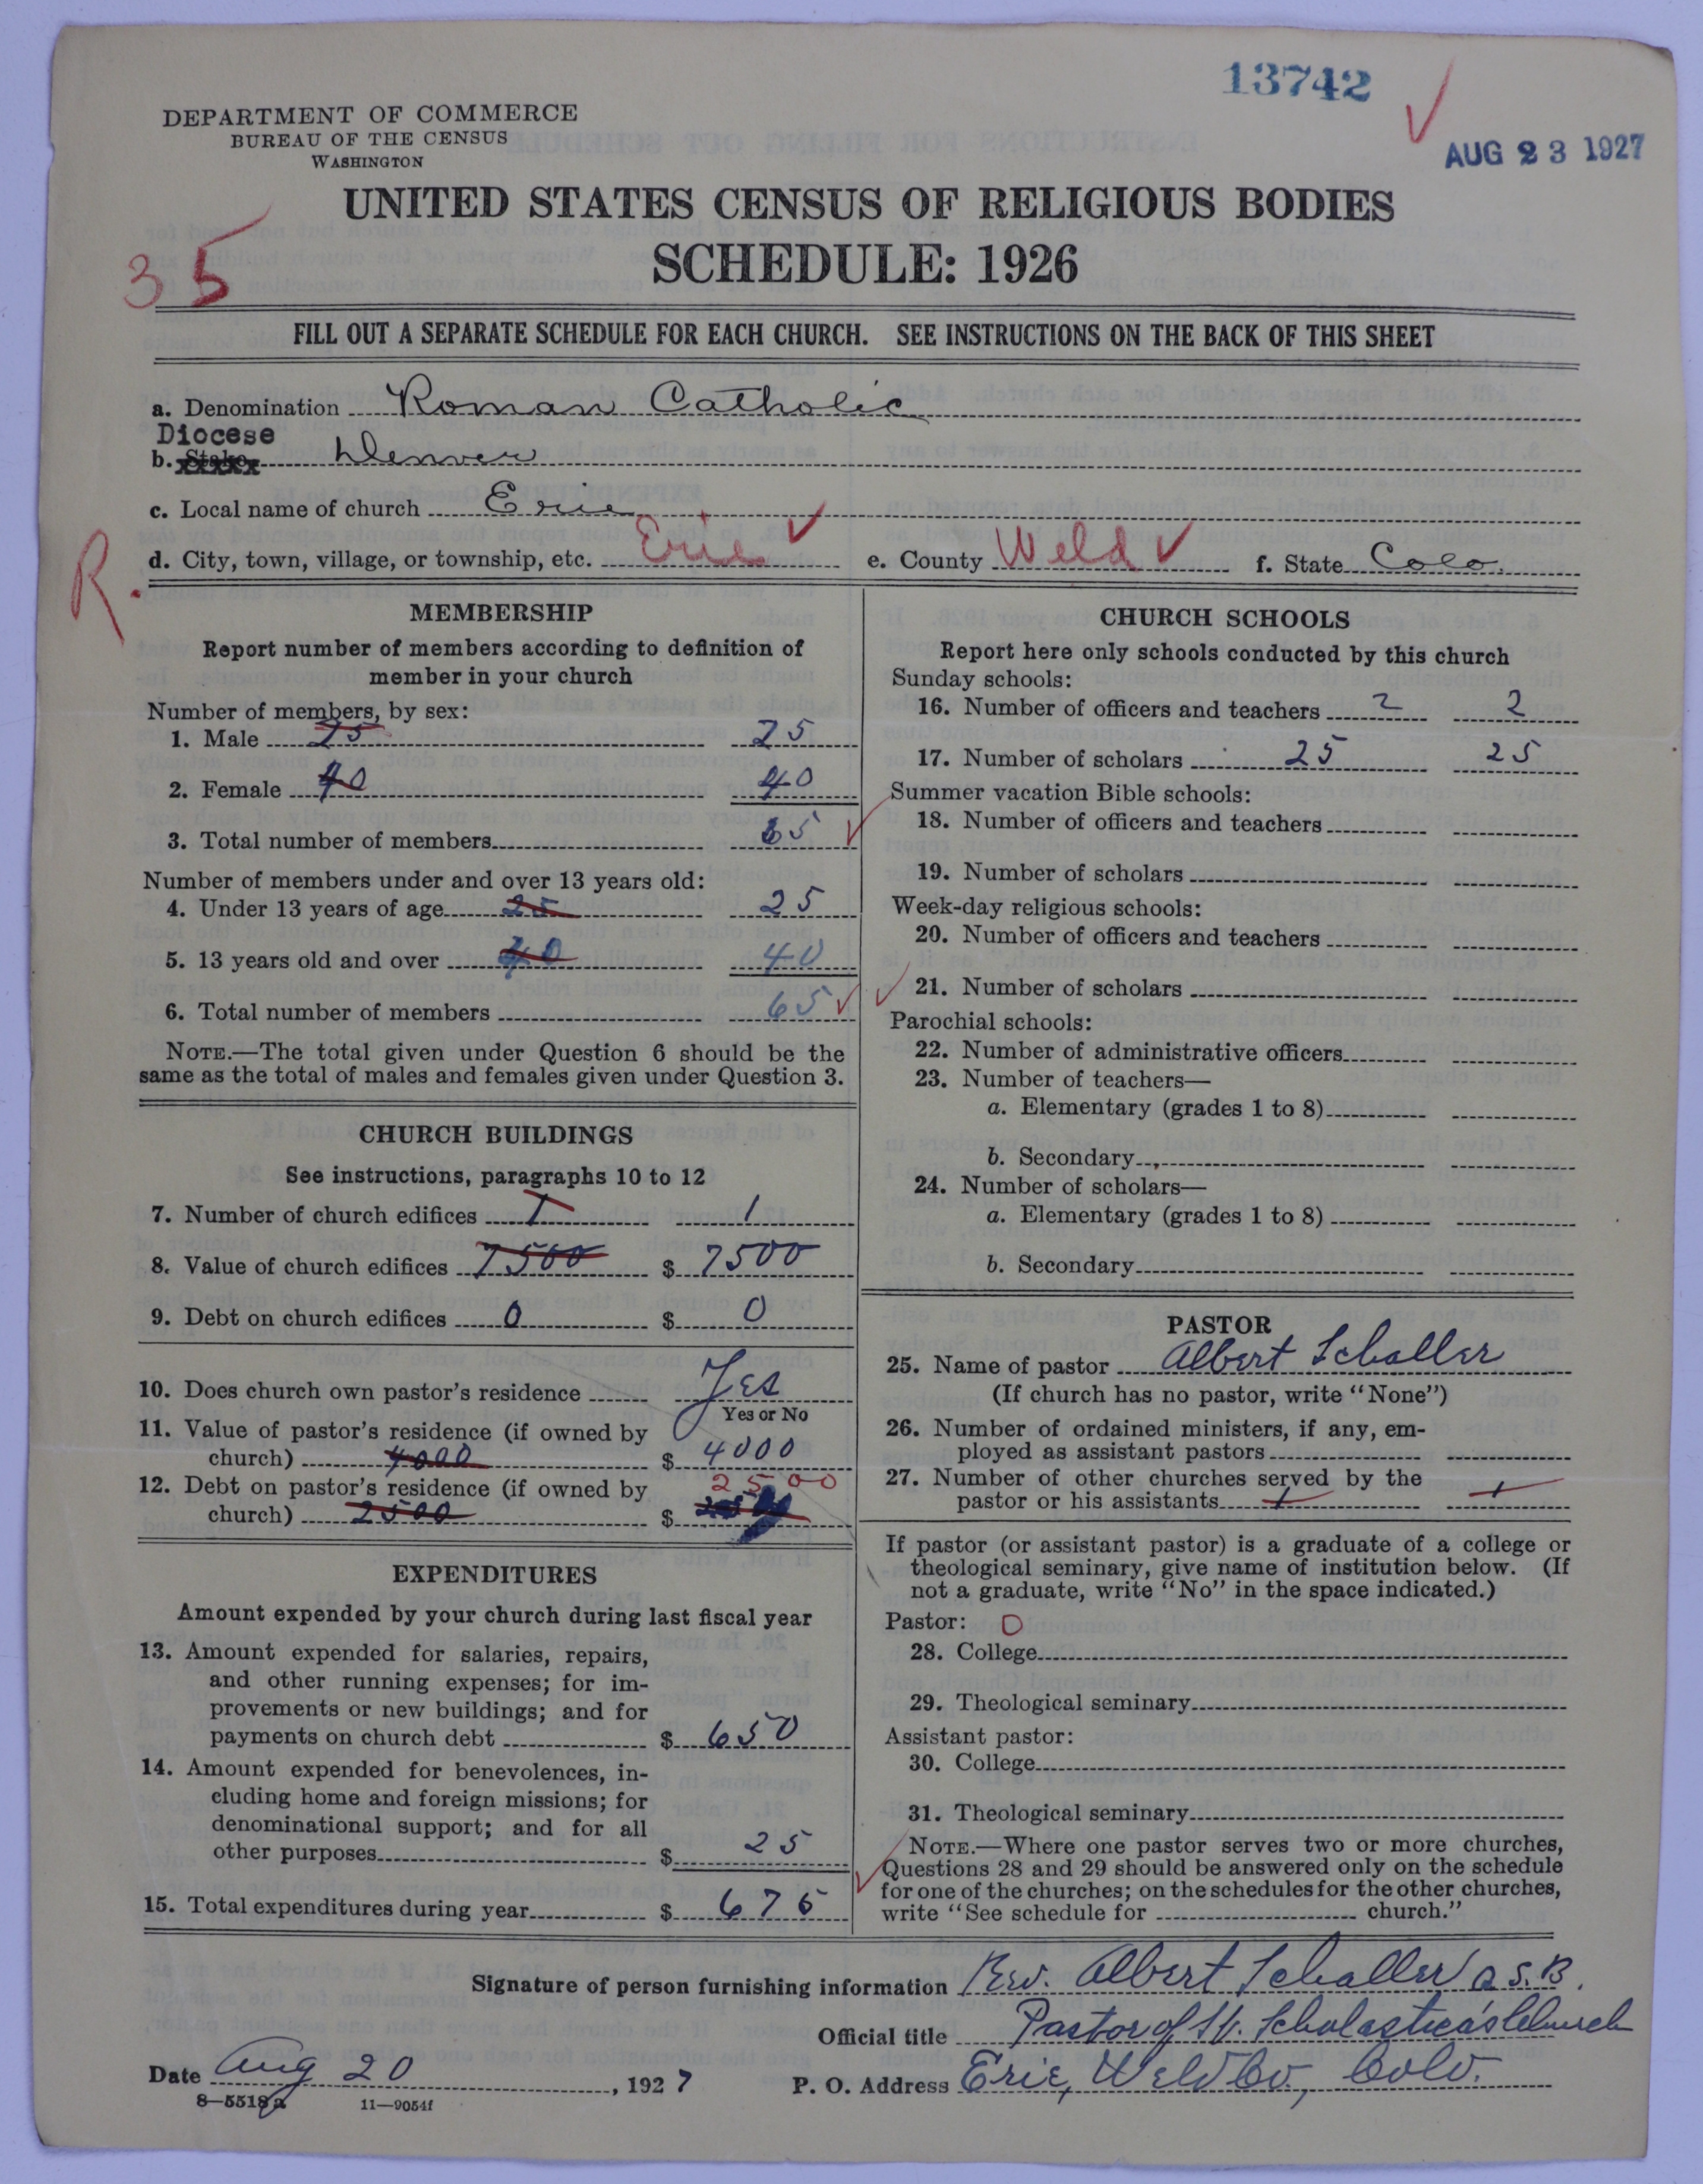 13742
AUG 23 1927
DEPARTMENT OF COMMERCE
BUREAU OF THE CENSUS
WASHINGTON
UNITED STATES CENSUS OF RELIGIOUS BODIES
SCHEDULE: 1926
35
FILL OUT A SEPARATE SCHEDULE FOR EACH CHURCH. SEE INSTRUCTIONS ON THE BACK OF THIS SHEET
a. Denomination Roman Catholic
Diocese
b. Stake Denver
c. Local name of church Erie
R.
d. City, town, village, or township, etc. Erie e. County Weld f. State Colo.
MEMBERSHIP
Report number of members according to definition of
member in your church
Number of members, by sex:
1. Male 25 25
2. Female 40 40
3. Total number of members 65
Number of members under and over 13 years old:
4. Under 13 years of age 25 25
5. 13 years old and over 40 40
6. Total number of members 65
NOTE.—The total given under Question 6 should be the
same as the total of males and females given under Question 3.
CHURCH BUILDINGS
See instructions, paragraphs 10 to 12
7. Number of church edifices 1 1
8. Value of church edifices 7500 $ 7500
9. Debt on church edifices 0 $ 0
10. Does church own pastor's residence Yes
Yes or No
11. Value of pastor's residence (if owned by
church) 4000 $ 4000
12. Debt on pastor's residence (if owned by 2500
church) 2500 $
EXPENDITURES
Amount expended by your church during last fiscal year
13. Amount expended for salaries, repairs,
and other running expenses; for im-
provements or new buildings; and for
payments on church debt $ 650
14. Amount expended for benevolences, in-
cluding home and foreign missions; for
denominational support; and for all
other purposes $ 25
15. Total expenditures during year $ 675
CHURCH SCHOOLS
Report here only schools conducted by this church
Sunday schools:
16. Number of officers and teachers 2 2
17. Number of scholars 25 25
Summer vacation Bible schools:
18. Number of officers and teachers
19. Number of scholars
Week-day religious schools:
20. Number of officers and teachers
21. Number of scholars
Parochial schools:
22. Number of administrative officers
23. Number of teachers—
a. Elementary (grades 1 to 8)
b. Secondary
24. Number of scholars—
a. Elementary (grades 1 to 8)
b. Secondary
PASTOR
25. Name of pastor Albert Schaller
(If church has no pastor, write "None")
26. Number of ordained ministers, if any, em-
ployed as assistant pastors
27. Number of other churches served by the
pastor or his assistants 1 1
If pastor (or assistant pastor) is a graduate of a college or
theological seminary, give name of institution below. (If
not a graduate, write "No" in the space indicated.)
Pastor: D
28. College
29. Theological seminary
Assistant pastor:
30. College
31. Theological seminary
NOTE.—Where one pastor serves two or more churches,
Questions 28 and 29 should be answered only on the schedule
for one of the churches; on the schedules for the other churches,
write "See schedule for church."
Signature of person furnishing information Rev. Albert Schaller O.S.B.
Official title Pastor of St. Scholastica's Church
Date Aug 20, 1927 P. O. Address Erie, Weld Co, Colo.
8—5518a 11—9054f